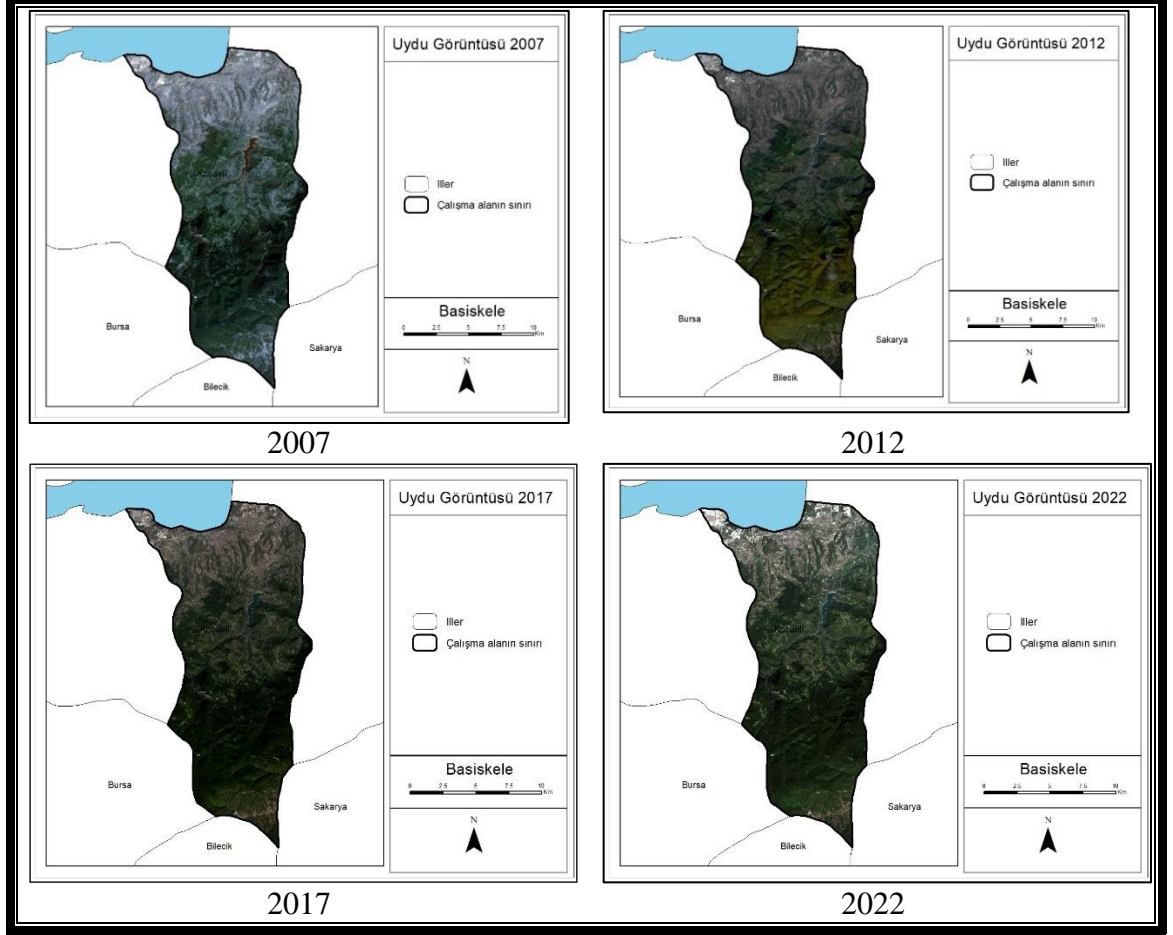 Uydu Görüntüsü 2007
Kocaeli
Iller
Çalışma alanın sınırı
Bursa
Sakarya
Bilecik
Basiskele
0 2.5 5 7.5 10
Km
N
2007
Uydu Görüntüsü 2012
Kocaeli
Iller
Çalışma alanın sınırı
Bursa
Sakarya
Bilecik
Basiskele
0 2.5 5 7.5 10
Km
N
2012
Uydu Görüntüsü 2017
Kocaeli
Iller
Çalışma alanın sınırı
Bursa
Sakarya
Bilecik
Basiskele
0 2.5 5 7.5 10
Km
N
2017
Uydu Görüntüsü 2022
Kocaeli
Iller
Çalışma alanın sınırı
Bursa
Sakarya
Bilecik
Basiskele
0 2.5 5 7.5 10
Km
N
2022